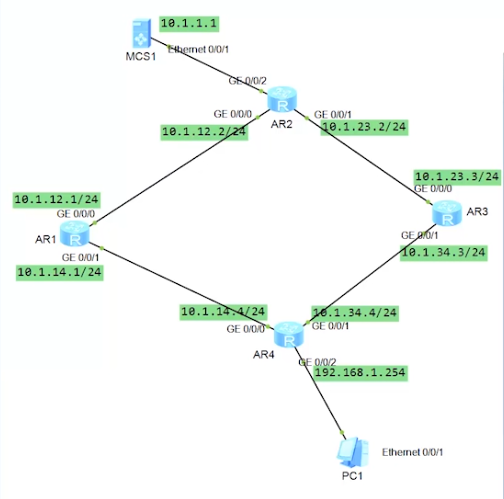 10.1.1.1
MCS1
Ethernet 0/0/1
GE 0/0/2
R
GE 0/0/0
GE 0/0/1
AR2
10.1.12.2/24
10.1.23.2/24
10.1.23.3/24
GE 0/0/0
R
AR3
10.1.12.1/24
GE 0/0/0
AR1
R
GE 0/0/1
10.1.34.3/24
GE 0/0/1
10.1.14.1/24
10.1.14.4/24
10.1.34.4/24
GE 0/0/0
GE 0/0/1
R
AR4
GE 0/0/2
192.168.1.254
Ethernet 0/0/1
PC1